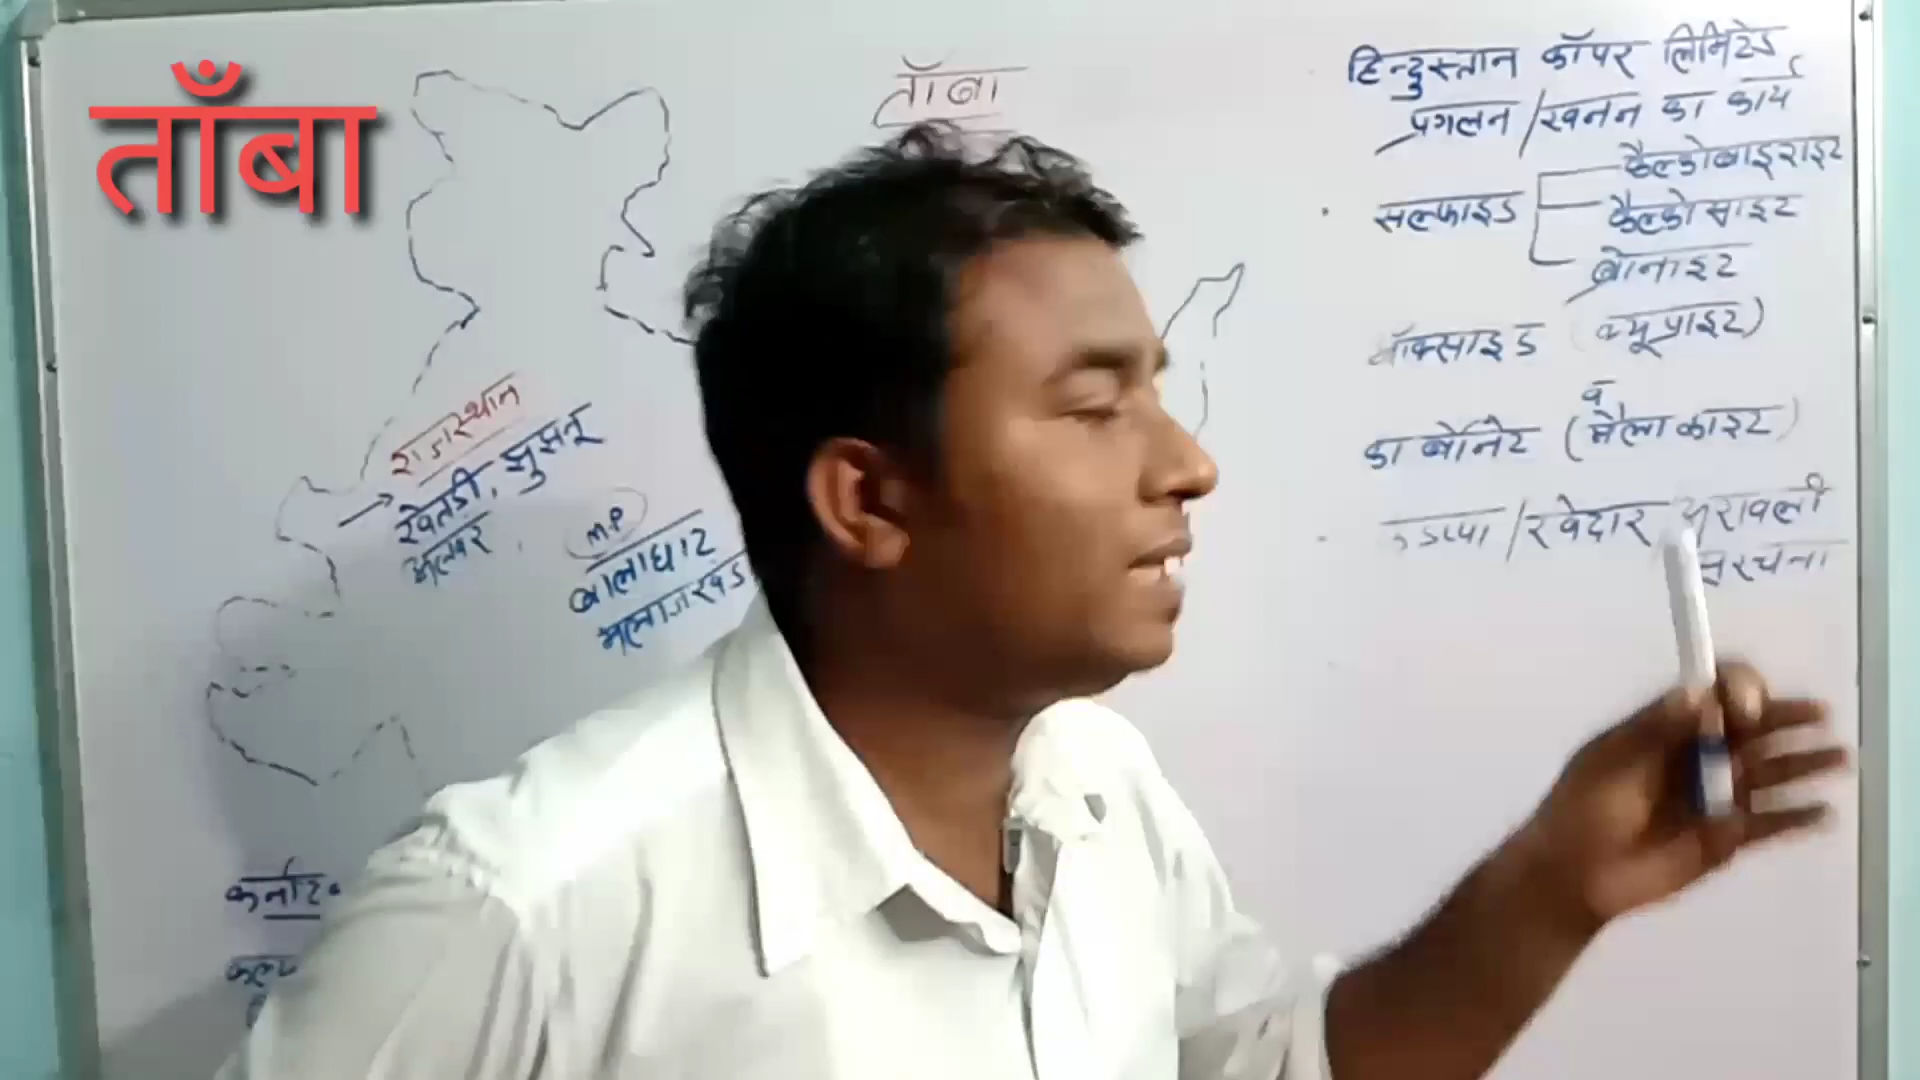 ताँबा
ताँबा
राजस्थान
खेतडी, झुझनू
अलवर
M.P
बालाघाट
मलाजखंड
कर्नाट
हिन्दुस्तान कॉपर लिमिटेड
प्रगलन / खनन का कार्य
सल्फाइड
कैल्कोबाइराइट
कैल्कोसाइट
बोर्नाइट
ऑक्साइड (क्यूप्राइट)
व
कार्बोनेट (मैलाकाइट)
/ रवेदार अरावली
संरचना